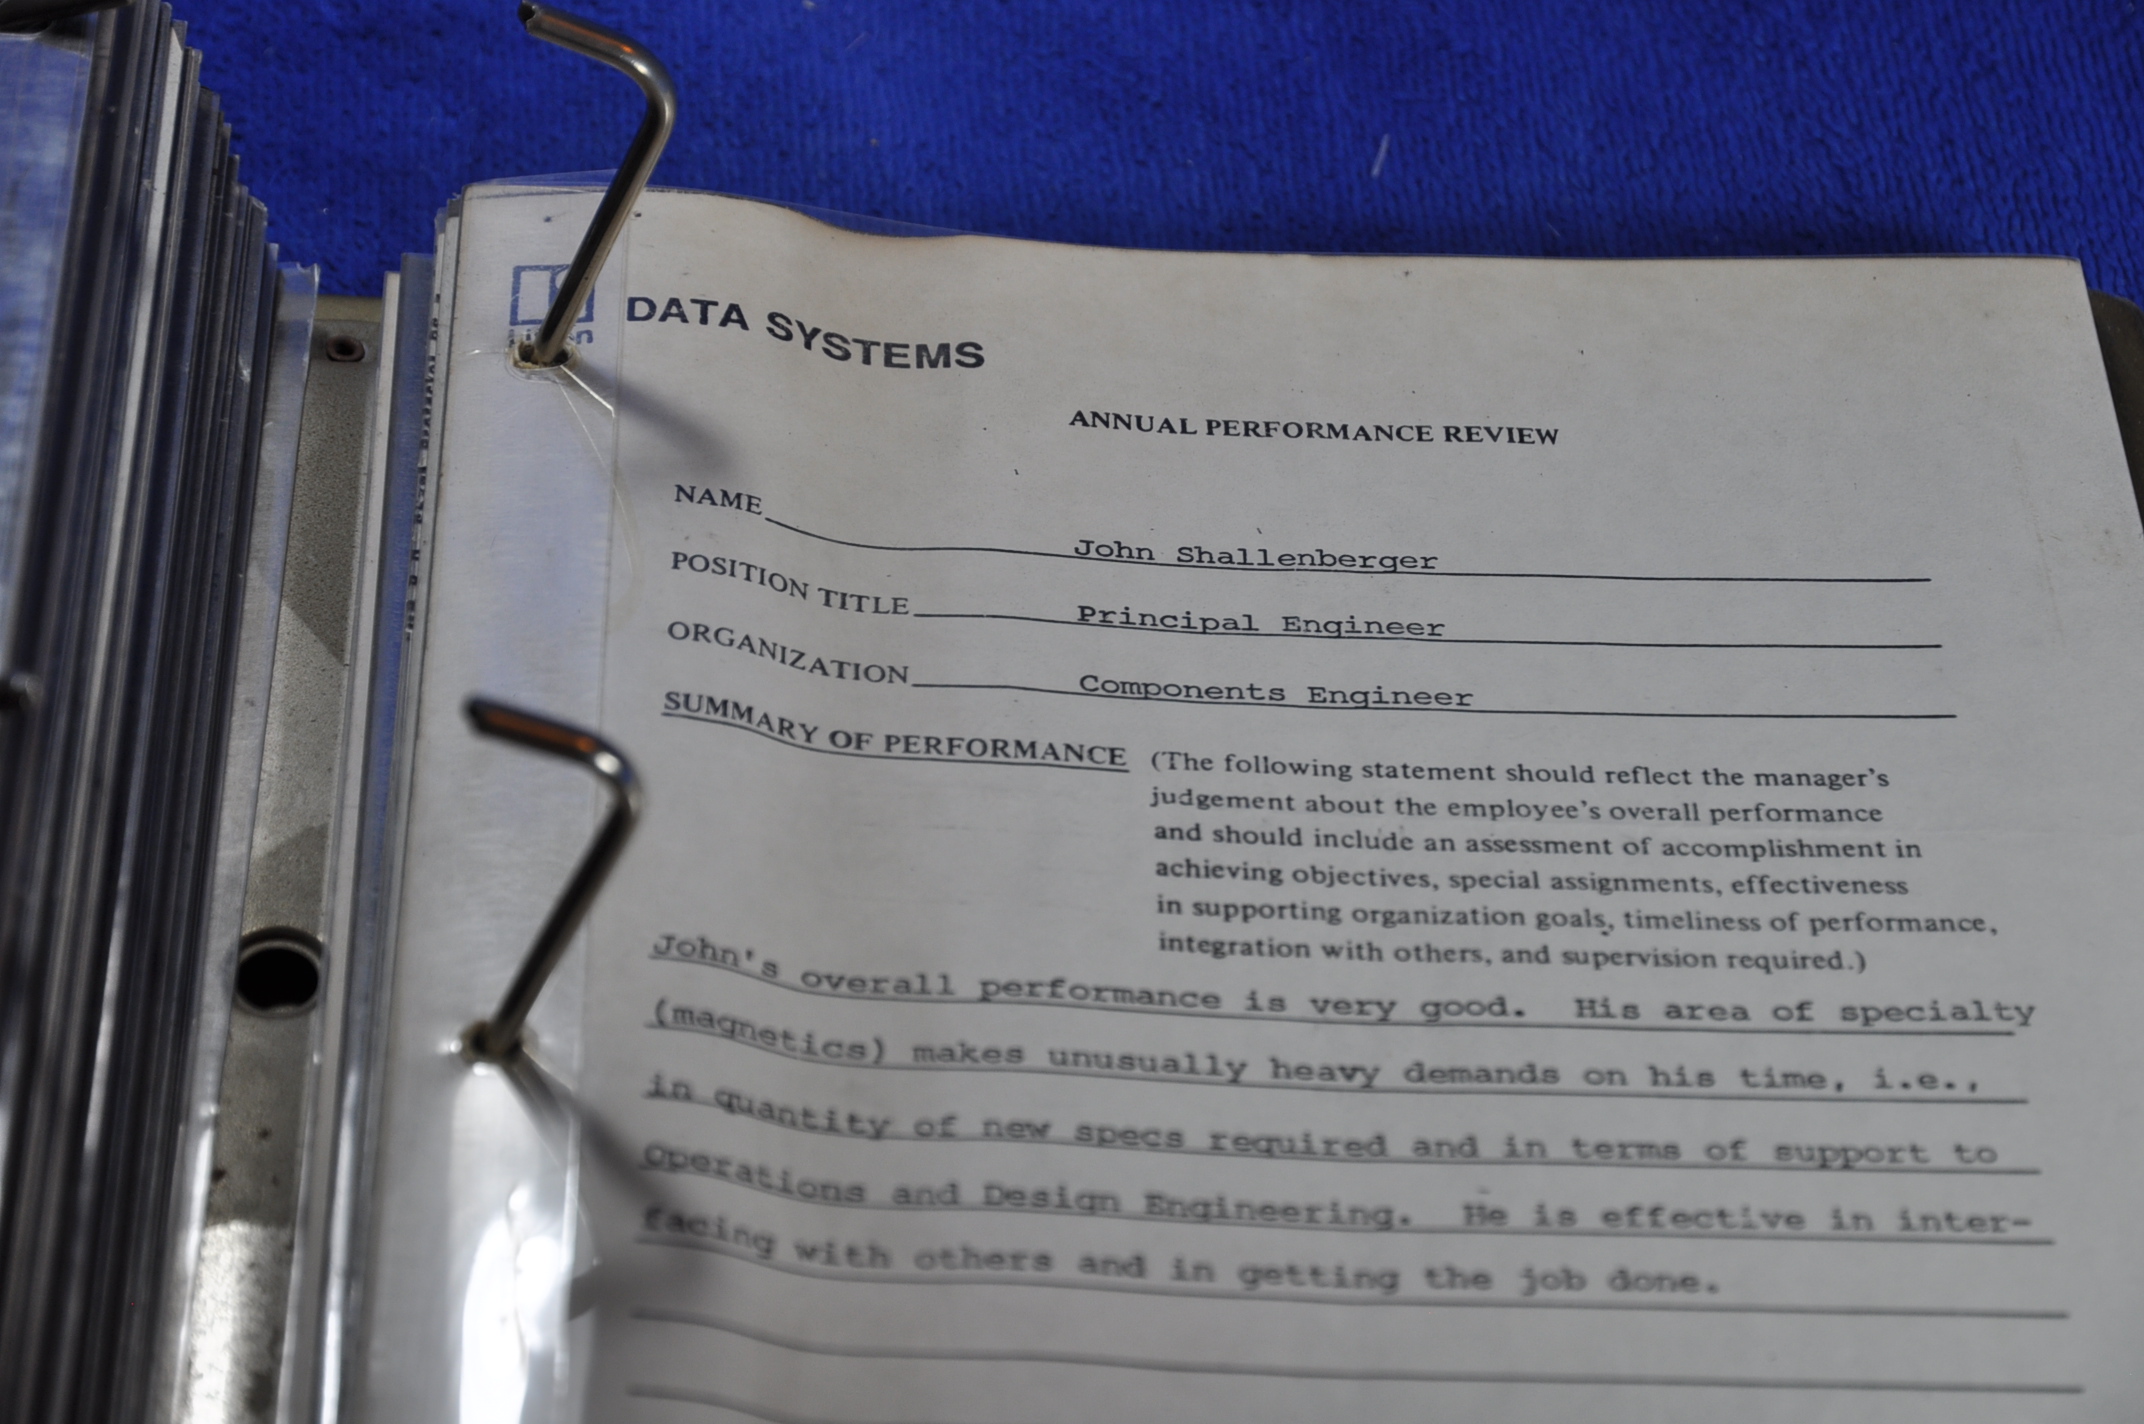 DATA SYSTEMS
ANNUAL PERFORMANCE REVIEW
NAME John Shallenberger
POSITION TITLE Principal Engineer
ORGANIZATION Components Engineer
SUMMARY OF PERFORMANCE (The following statement should reflect the manager's
judgement about the employee's overall performance
and should include an assessment of accomplishment in
achieving objectives, special assignments, effectiveness
in supporting organization goals, timeliness of performance,
integration with others, and supervision required.)
John's overall performance is very good. His area of specialty
(magnetics) makes unusually heavy demands on his time, i.e.,
in quantity of new specs required and in terms of support to
Operations and Design Engineering. He is effective in inter-
facing with others and in getting the job done.